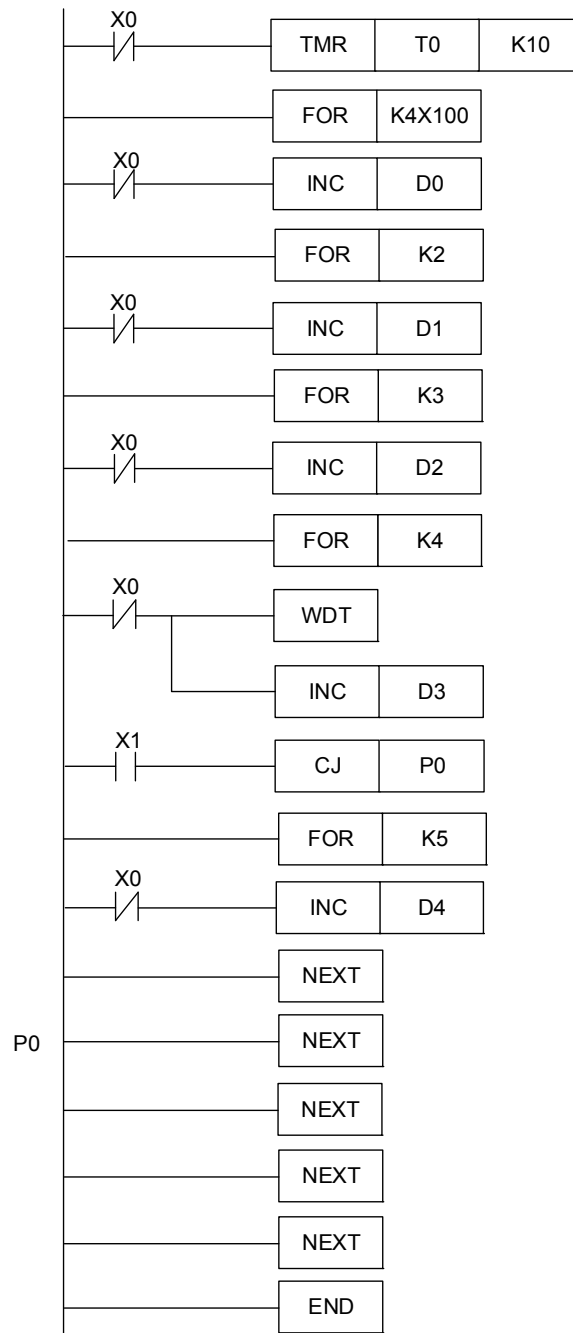 X0
TMR T0 K10
FOR K4X100
X0
INC D0
FOR K2
X0
INC D1
FOR K3
X0
INC D2
FOR K4
X0
WDT
INC D3
X1
CJ P0
FOR K5
X0
INC D4
NEXT
P0 NEXT
NEXT
NEXT
NEXT
END